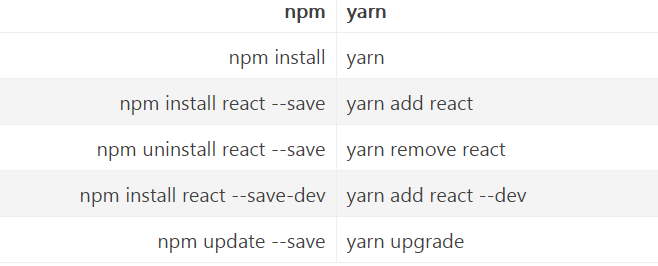 npm yarn
npm install yarn
npm install react --save yarn add react
npm uninstall react --save yarn remove react
npm install react --save-dev yarn add react --dev
npm update --save yarn upgrade